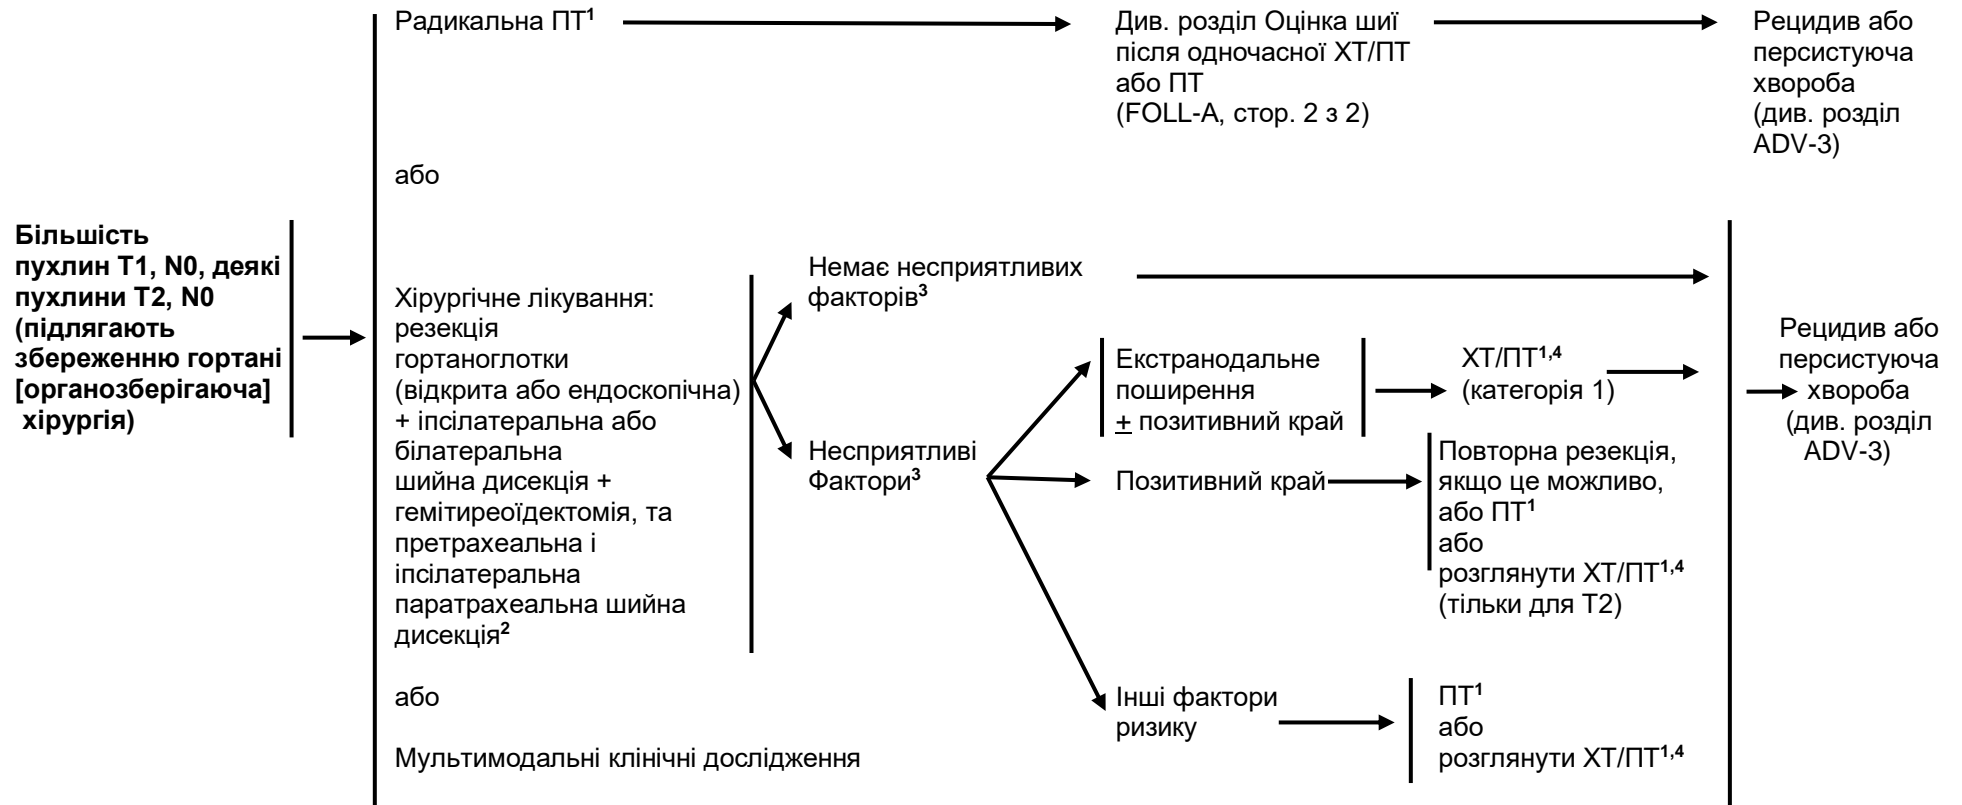 Більшість
пухлин T1, N0, деякі
пухлини T2, N0
(підлягають
збереженню гортані
[органозберігаюча]
хірургія)
Радикальна ПТ1
Див. розділ Оцінка шиї
після одночасної ХТ/ПТ
або ПТ
(FOLL-A, стор. 2 з 2)
Рецидив або
персистуюча
хвороба
(див. розділ
ADV-3)
або
Хірургічне лікування:
резекція
гортаноглотки
(відкрита або ендоскопічна)
+ іпсілатеральна або
білатеральна
шийна дисекція +
гемітиреоїдектомія, та
претрахеальна і
іпсілатеральна
паратрахеальна шийна
дисекція2
Немає несприятливих
факторів3
Несприятливі
Фактори3
Екстранодальне
поширення
+ позитивний край
ХТ/ПТ1,4
(категорія 1)
Позитивний край
Повторна резекція,
якщо це можливо,
або ПТ1
або
розглянути ХТ/ПТ1,4
(тільки для Т2)
Інші фактори
ризику
ПТ1
або
розглянути ХТ/ПТ1,4
Рецидив або
персистуюча
хвороба
(див. розділ
ADV-3)
або
Мультимодальні клінічні дослідження